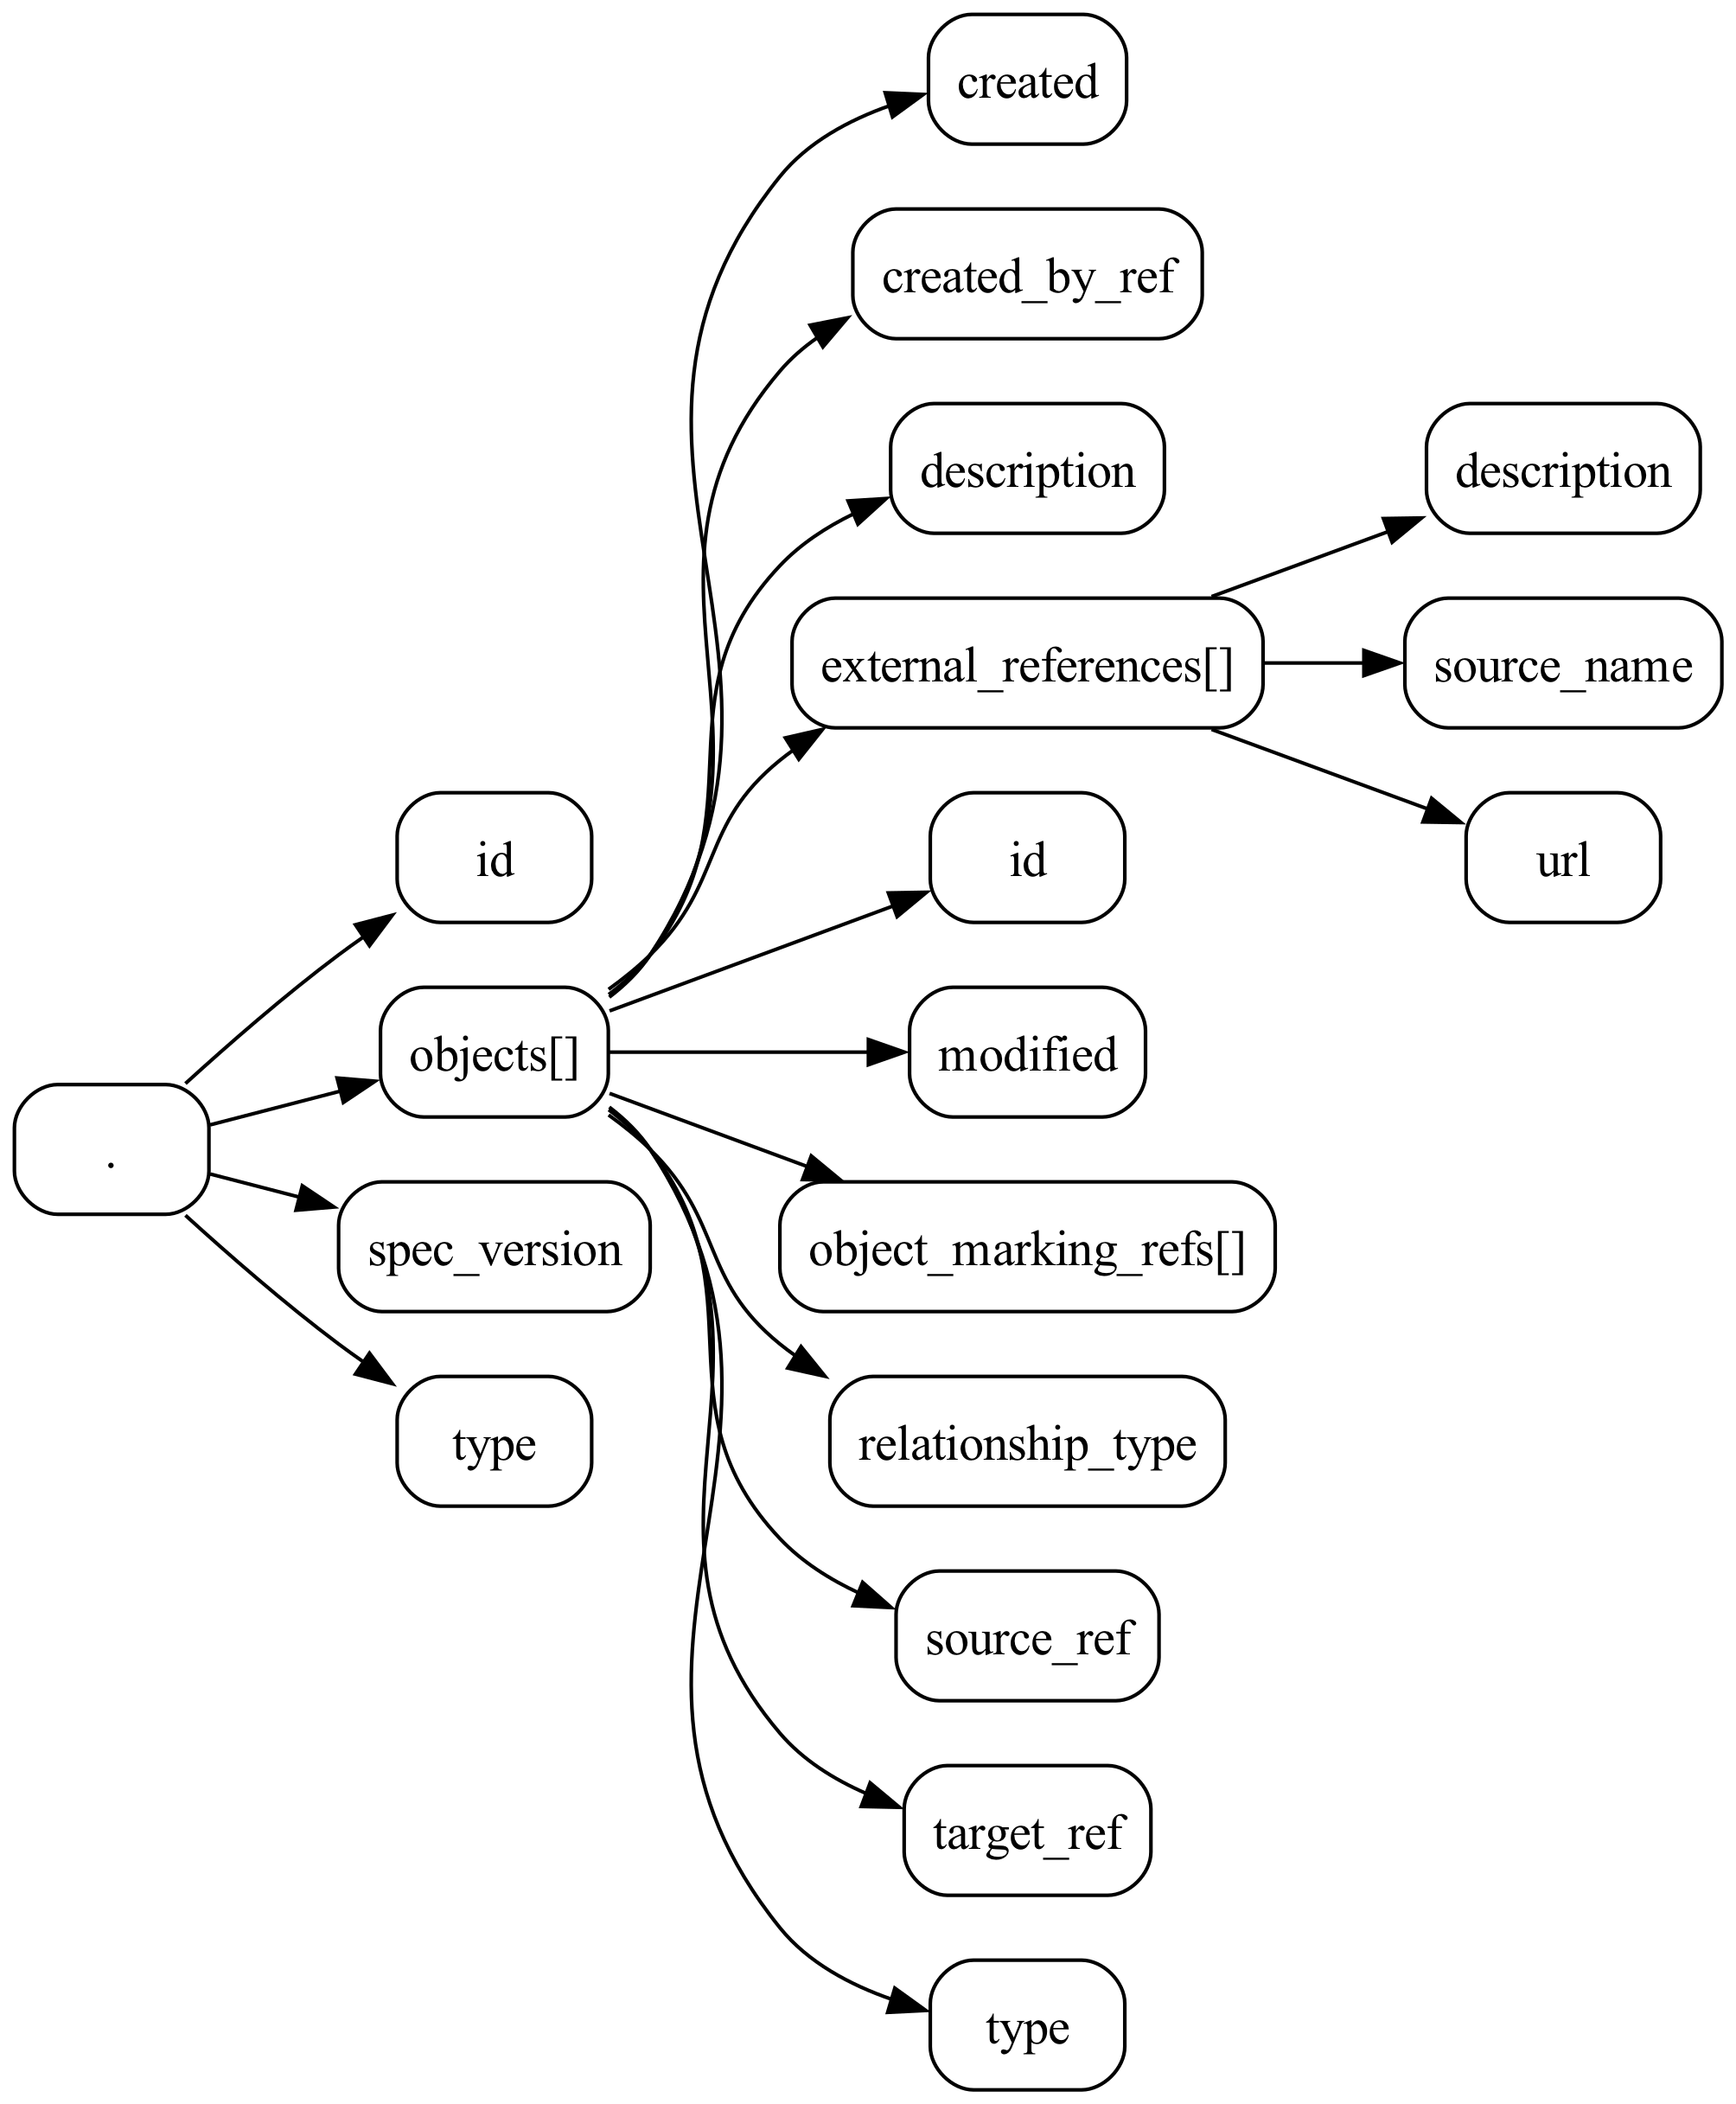 created
created_by_ref
description
description
external_references[]
source_name
id
id
url
objects[]
modified
.
spec_version
object_marking_refs[]
type
relationship_type
source_ref
target_ref
type